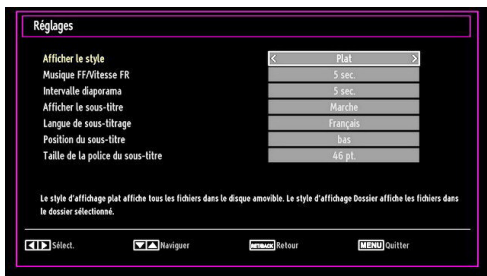 Réglages
Afficher le style < Plat >
Musique FF/Vitesse FR 5 sec.
Intervalle diaporama 5 sec.
Afficher le sous-titre Marche
Langue de sous-titrage Français
Position du sous-titre bas
Taille de la police du sous-titre 46 pt.
Le style d'affichage plat affiche tous les fichiers dans le disque amovible. Le style d'affichage Dossier affiche les fichiers dans
le dossier sélectionné.
Sélect. Naviguer RET/BACK Retour MENU Quitter